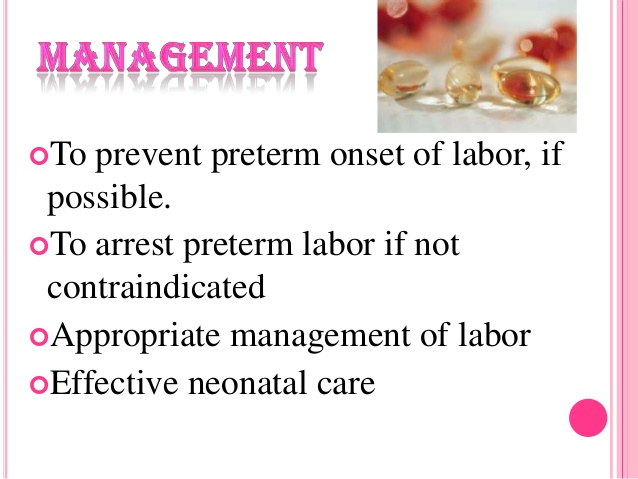 MANAGEMENT
To prevent preterm onset of labor, if
possible.
To arrest preterm labor if not
contraindicated
Appropriate management of labor
Effective neonatal care